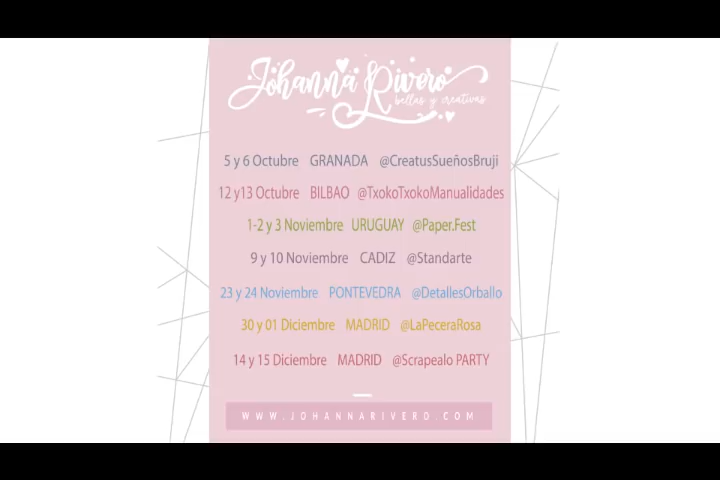 Johanna Rivero
bellas y creativas
5 y 6 Octubre GRANADA @CreatusSueñosBruji
12 y13 Octubre BILBAO @TxokoTxokoManualidades
1-2 y 3 Noviembre URUGUAY @Paper.Fest
9 y 10 Noviembre CADIZ @Standarte
23 y 24 Noviembre PONTEVEDRA @DetallesOrballo
30 y 01 Diciembre MADRID @LaPeceraRosa
14 y 15 Diciembre MADRID @Scrapealo PARTY
WWW.JOHANNARIVERO.COM